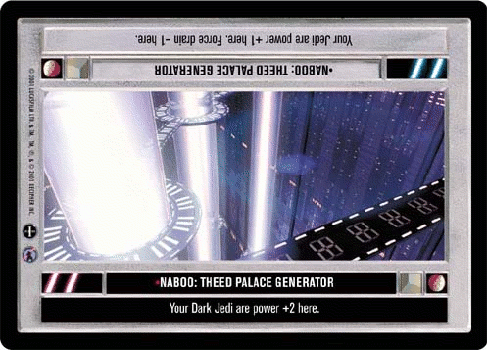 Your Jedi are power +1 here. Force drain -1 here.
•NABOO: THEED PALACE GENERATOR
•NABOO: THEED PALACE GENERATOR
Your Dark Jedi are power +2 here.